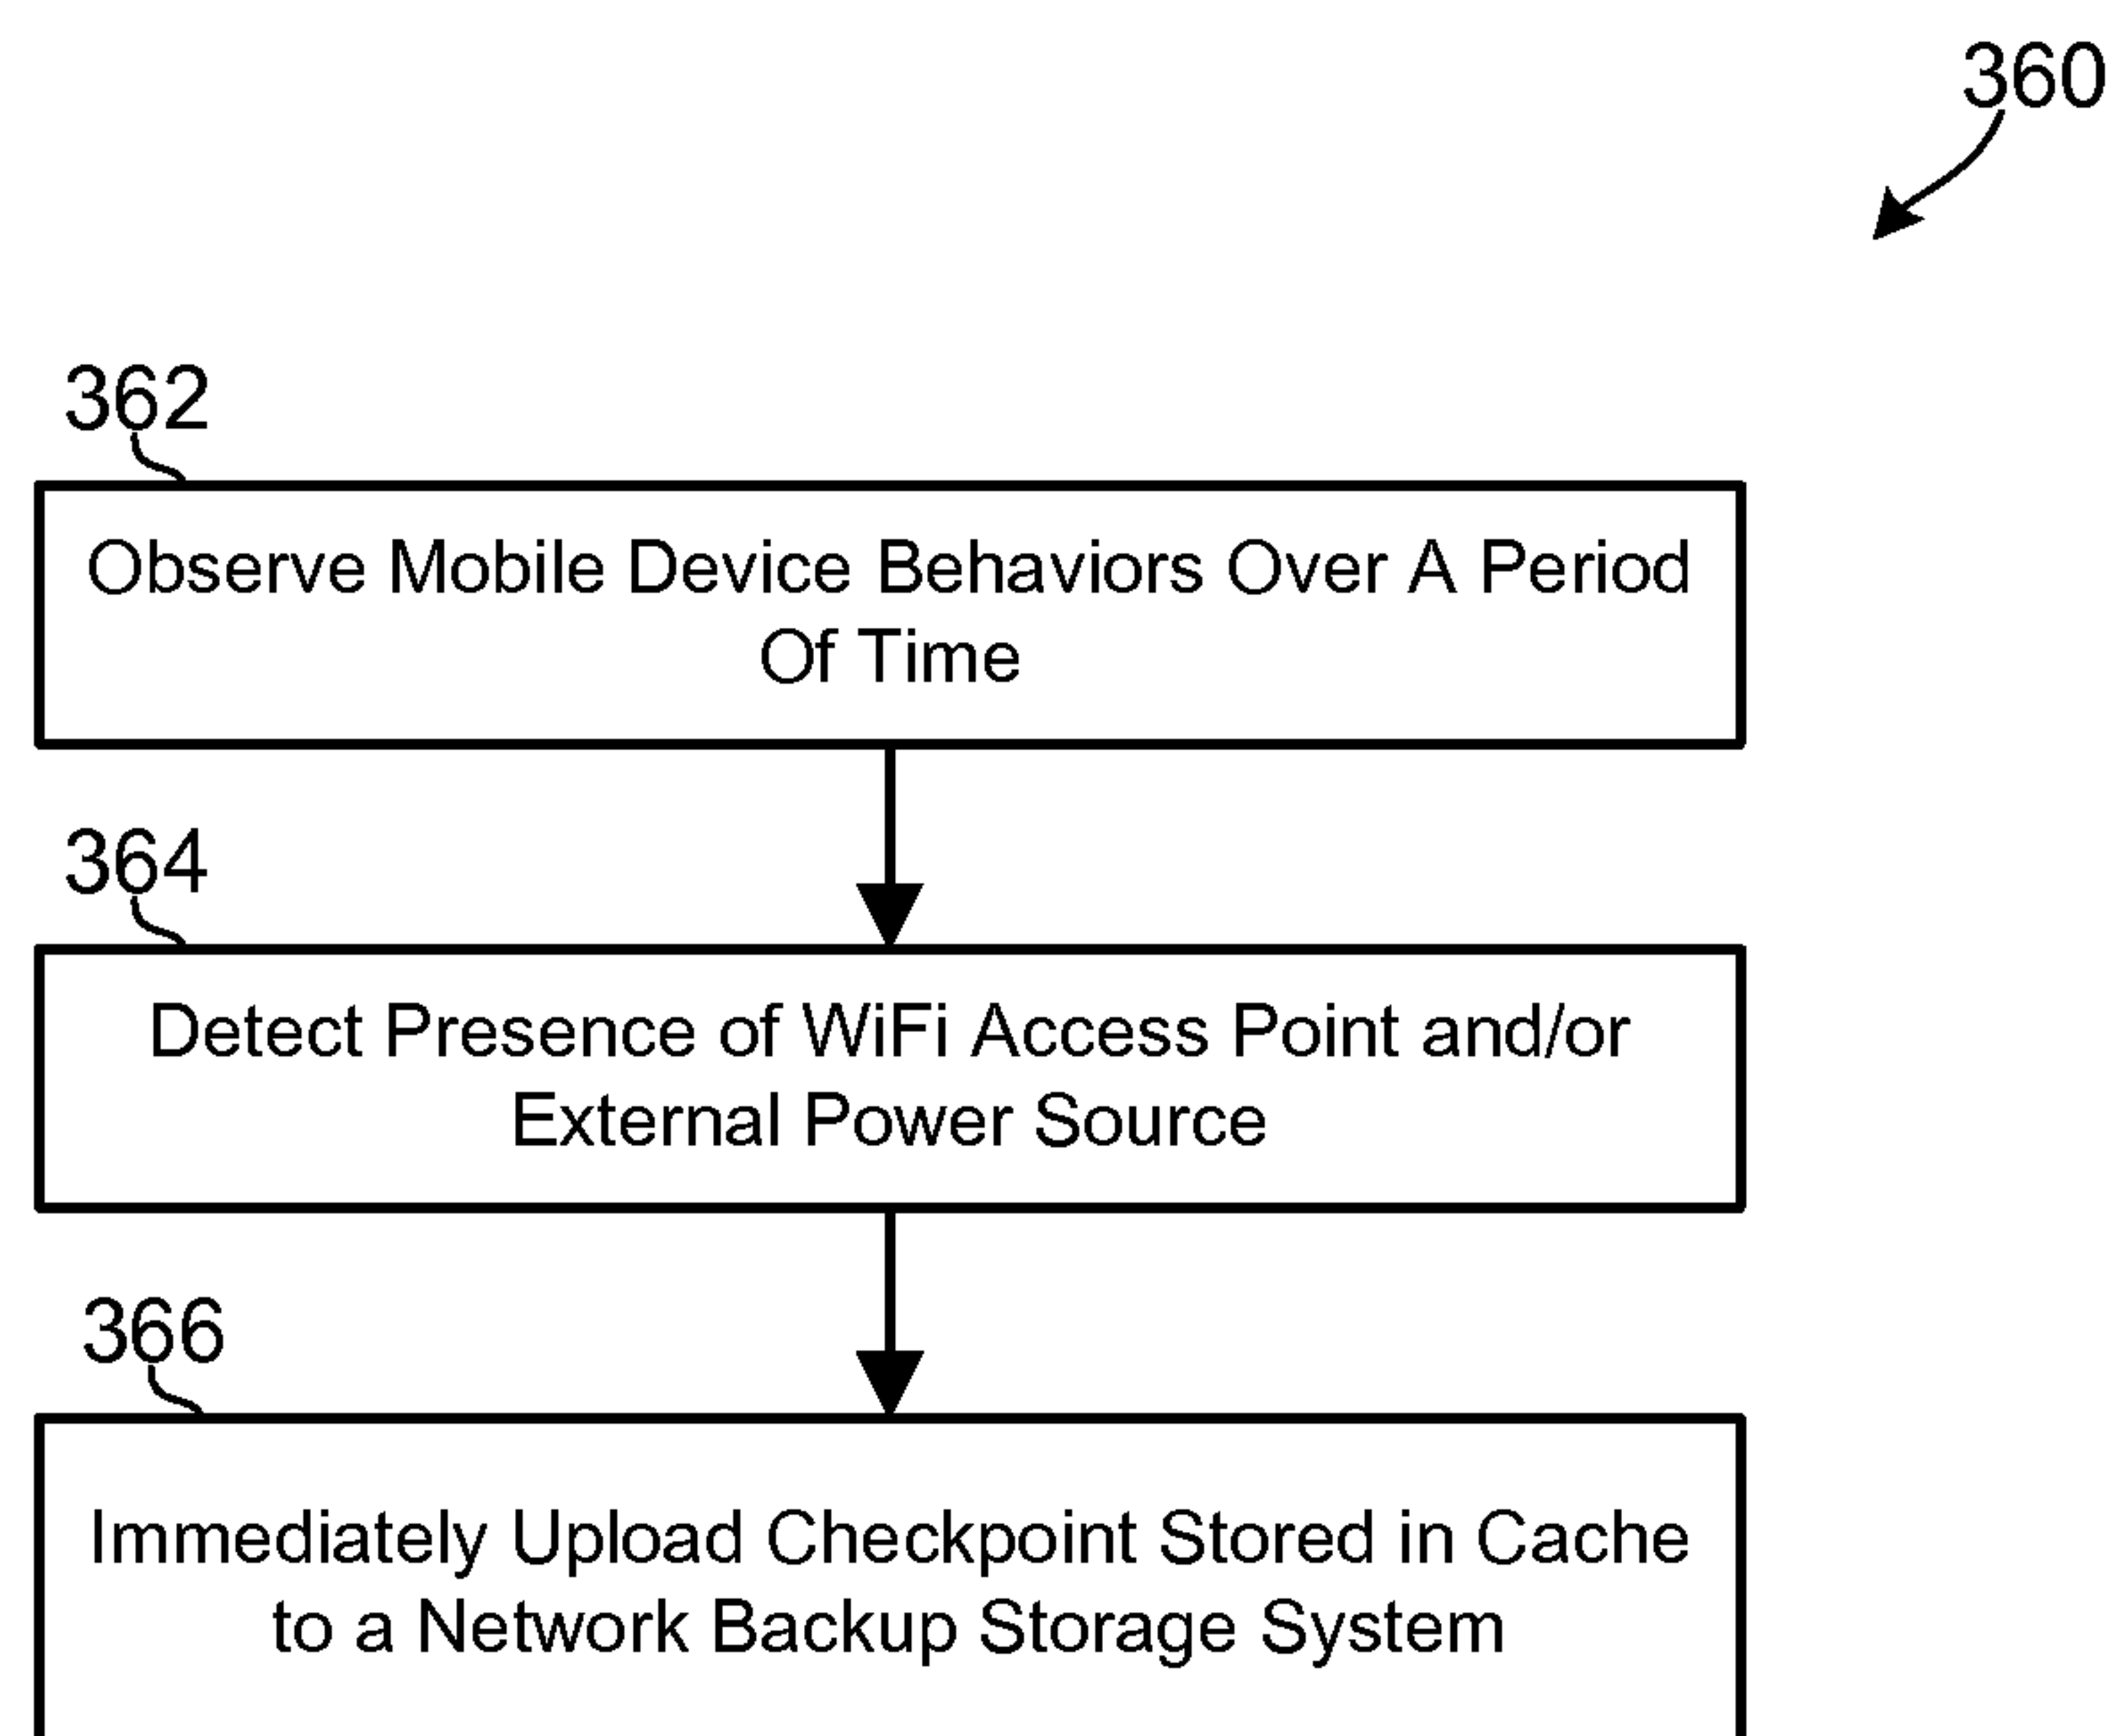 360
362
Observe Mobile Device Behaviors Over A Period
Of Time
364
Detect Presence of WiFi Access Point and/or
External Power Source
366
Immediately Upload Checkpoint Stored in Cache
to a Network Backup Storage System